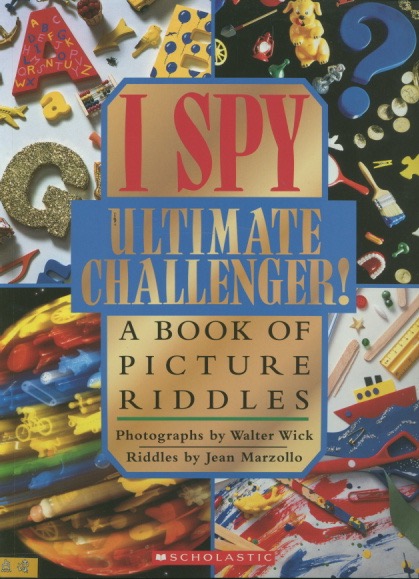 I SPY
ULTIMATE
CHALLENGER!
A BOOK OF
PICTURE
RIDDLES
Photographs by Walter Wick
Riddles by Jean Marzollo
SCHOLASTIC